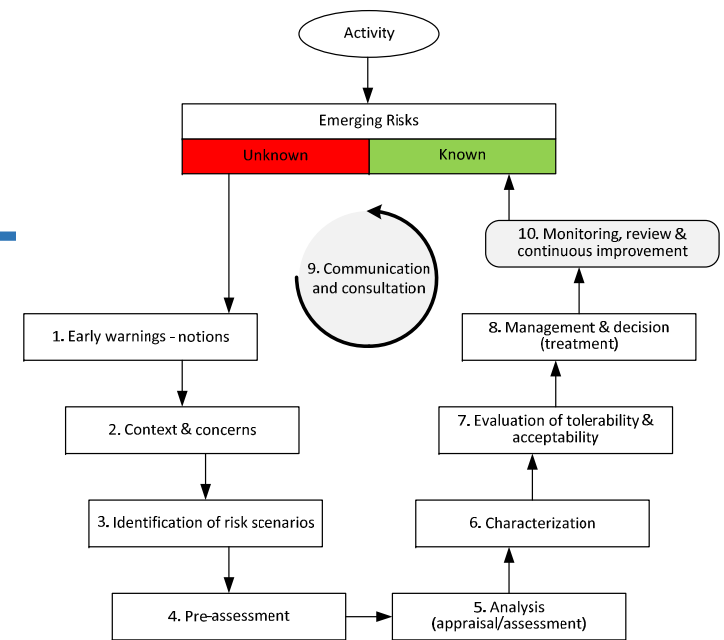 Activity
Emerging Risks
Unknown
Known
10. Monitoring, review &
continuous improvement
9. Communication
and consultation
1. Early warnings - notions
8. Management & decision
(treatment)
2. Context & concerns
7. Evaluation of tolerability &
acceptability
3. Identification of risk scenarios
6. Characterization
4. Pre-assessment
5. Analysis
(appraisal/assessment)